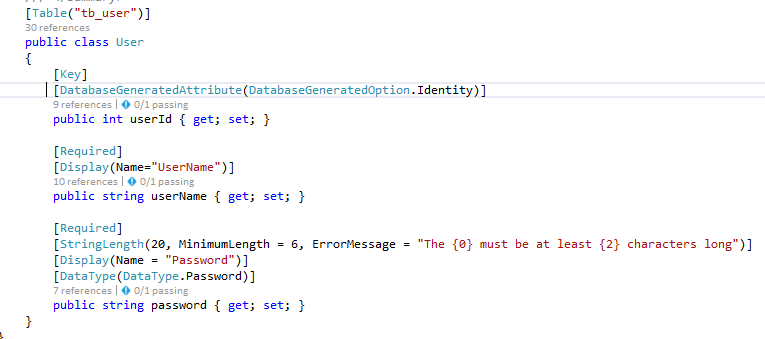 [Table("tb_user")]
30 references
public class User
{
[Key]
[DatabaseGeneratedAttribute(DatabaseGeneratedOption.Identity)]
9 references | 0/1 passing
public int userId { get; set; }
[Required]
[Display(Name="UserName")]
10 references | 0/1 passing
public string userName { get; set; }
[Required]
[StringLength(20, MinimumLength = 6, ErrorMessage = "The {0} must be at least {2} characters long")]
[Display(Name = "Password")]
[DataType(DataType.Password)]
7 references | 0/1 passing
public string password { get; set; }
}